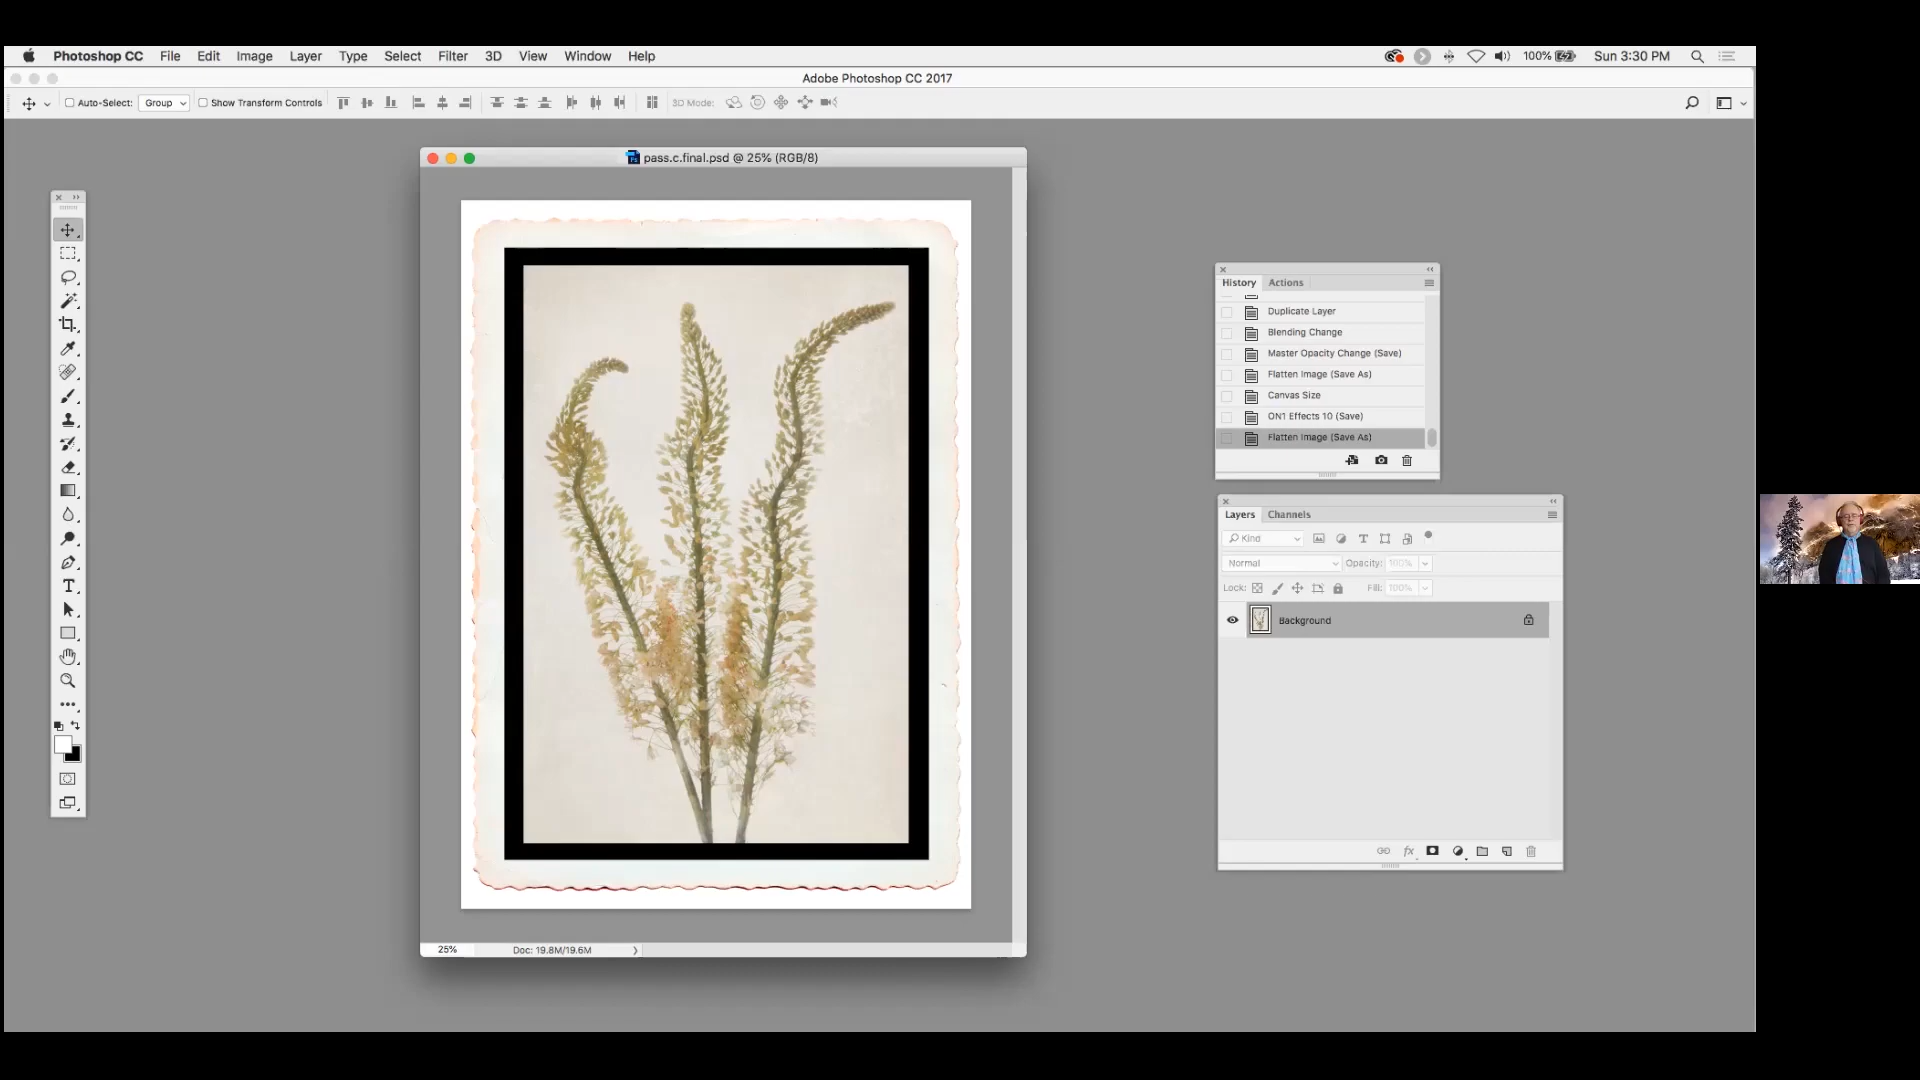 Photoshop CC File Edit Image Layer Type Select Filter 3D View Window Help 100% Sun 3:30 PM
Adobe Photoshop CC 2017
Auto-Select: Group Show Transform Controls 3D Mode:
pass.c.final.psd @ 25% (RGB/8)
History Actions
Duplicate Layer
Blending Change
Master Opacity Change (Save)
Flatten Image (Save As)
Canvas Size
ON1 Effects 10 (Save)
Flatten Image (Save As)
Layers Channels
Kind
Normal Opacity: 100%
Lock: Fill: 100%
Background
fx
25% Doc: 19.8M/19.6M